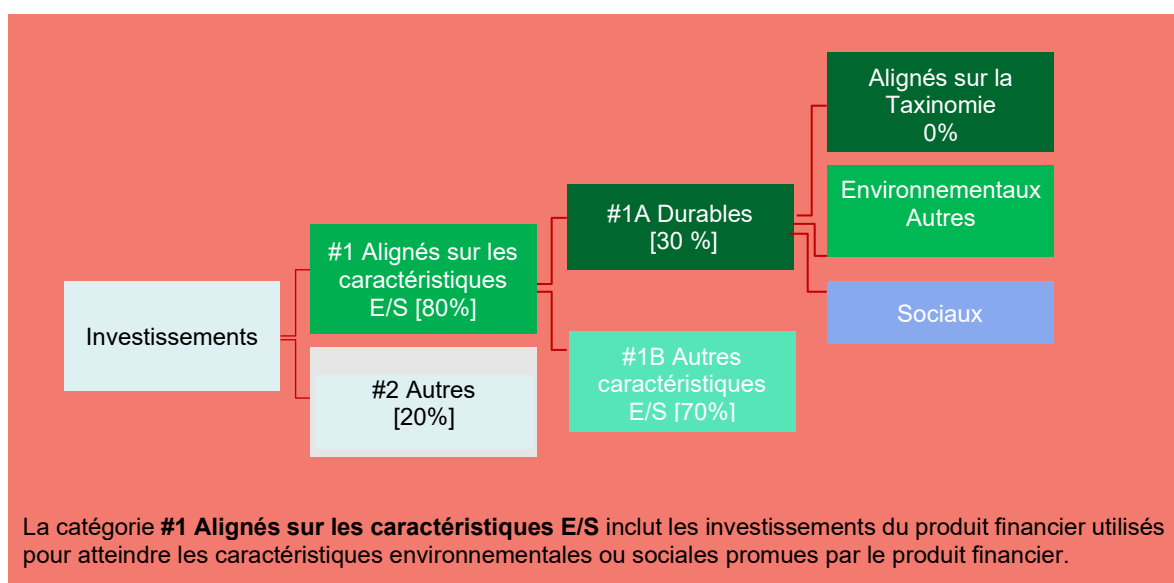 Investissements
#1 Alignés sur les
caractéristiques
E/S [80%]
#2 Autres
[20%]
#1A Durables
[30 %]
#1B Autres
caractéristiques
E/S [70%]
Alignés sur la
Taxinomie
0%
Environnementaux
Autres
Sociaux
La catégorie #1 Alignés sur les caractéristiques E/S inclut les investissements du produit financier utilisés
pour atteindre les caractéristiques environnementales ou sociales promues par le produit financier.